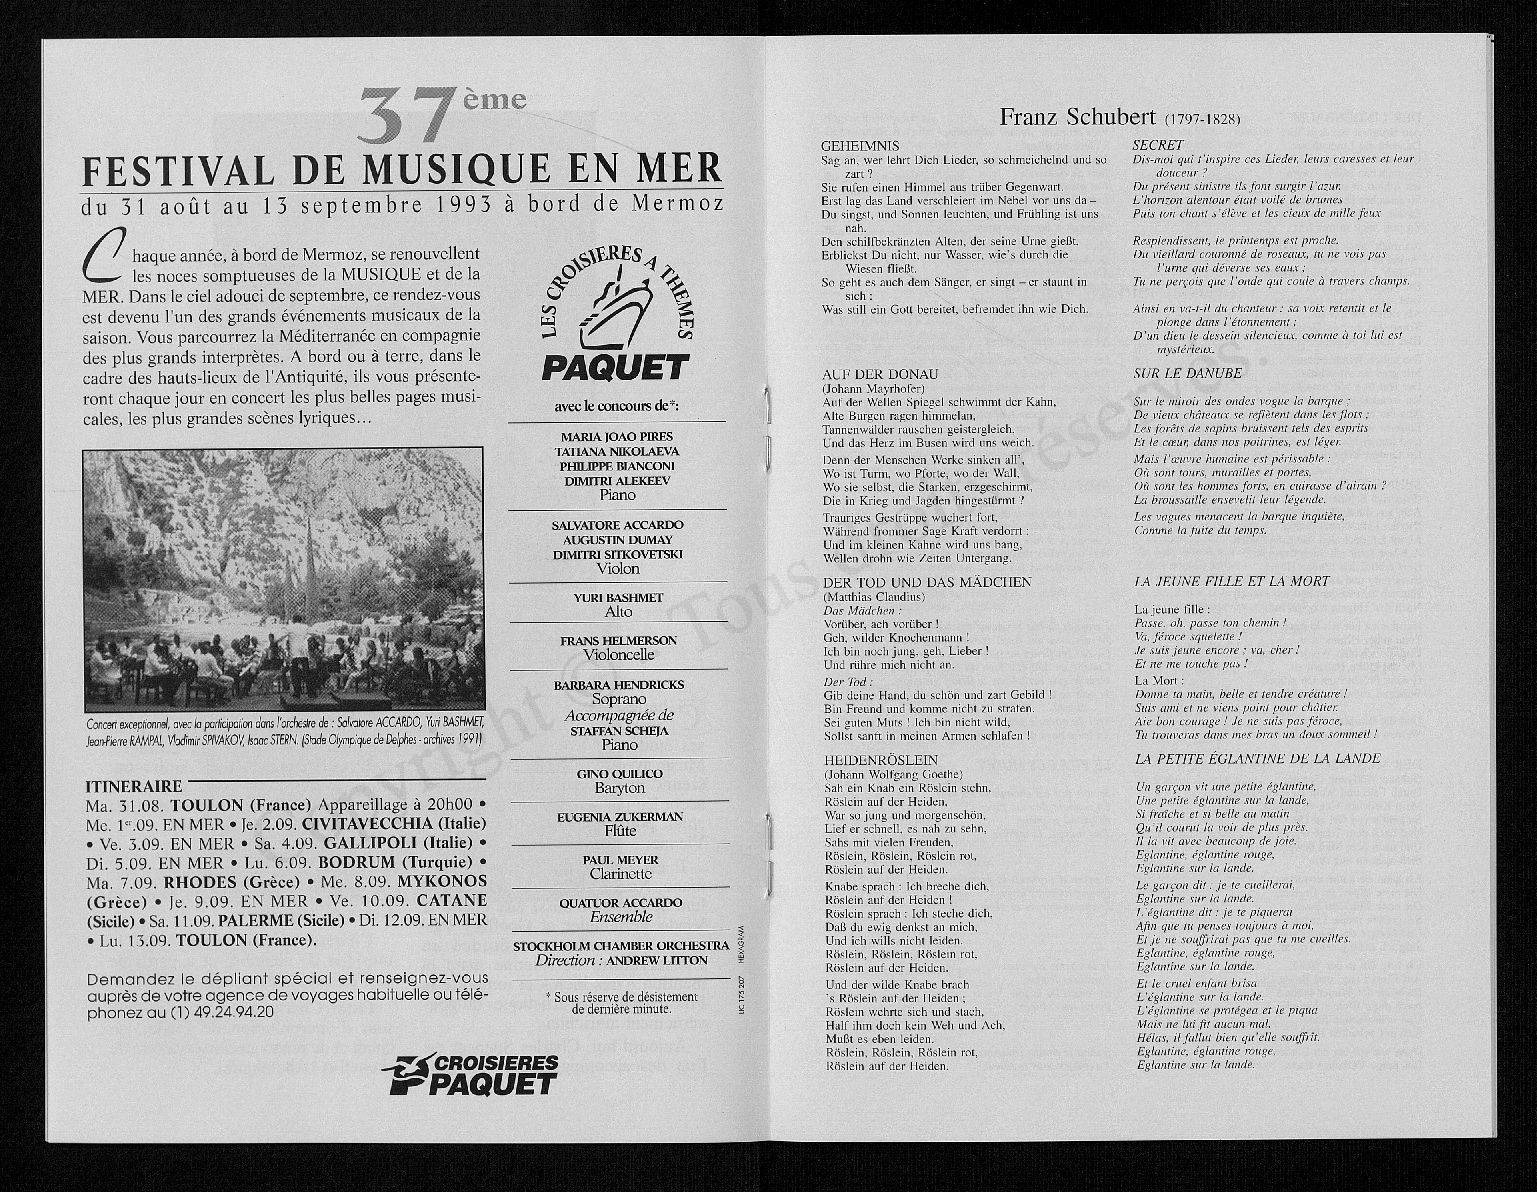 37ème
FESTIVAL DE MUSIQUE EN MER
du 31 août au 13 septembre 1993 à bord de Mermoz
Chaque année, à bord de Mermoz, se renouvellent
les noces somptueuses de la MUSIQUE et de la
MER. Dans le ciel adouci de septembre, ce rendez-vous
est devenu l'un des grands événements musicaux de la
saison. Vous parcourrez la Méditerranée en compagnie
des plus grands interprètes. A bord ou à terre, dans le
cadre des hauts-lieux de l'Antiquité, ils vous présente-
ront chaque jour en concert les plus belles pages musi-
cales, les plus grandes scènes lyriques...
Concert exceptionnel, avec la participation dans l'orchestre de : Salvatore ACCARDO, Yuri BASHMET,
Jean-Pierre RAMPAL, Vladimir SPIVAKOV, Isaac STERN. (Stade Olympique de Delphes - archives 1991)
ITINERAIRE
Ma. 31.08. TOULON (France) Appareillage à 20h00 •
Me. 1er.09. EN MER • Je. 2.09. CIVITAVECCHIA (Italie)
• Ve. 3.09. EN MER • Sa. 4.09. GALLIPOLI (Italie) •
Di. 5.09. EN MER • Lu. 6.09. BODRUM (Turquie) •
Ma. 7.09. RHODES (Grèce) • Me. 8.09. MYKONOS
(Grèce) • Je. 9.09. EN MER • Ve. 10.09. CATANE
(Sicile) • Sa. 11.09. PALERME (Sicile) • Di. 12.09. EN MER
• Lu. 13.09. TOULON (France).
Demandez le dépliant spécial et renseignez-vous
auprès de votre agence de voyages habituelle ou télé-
phonez au (1) 49.24.94.20
LES CROISIERES A THEMES
PAQUET
avec le concours de*:
MARIA JOAO PIRES
TATIANA NIKOLAEVA
PHILIPPE BIANCONI
DIMITRI ALEKEEV
Piano
SALVATORE ACCARDO
AUGUSTIN DUMAY
DIMITRI SITKOVETSKI
Violon
YURI BASHMET
Alto
FRANS HELMERSON
Violoncelle
BARBARA HENDRICKS
Soprano
Accompagnée de
STAFFAN SCHEJA
Piano
GINO QUILICO
Baryton
EUGENIA ZUKERMAN
Flûte
PAUL MEYER
Clarinette
QUATUOR ACCARDO
Ensemble
STOCKHOLM CHAMBER ORCHESTRA
Direction : ANDREW LITTON
* Sous réserve de désistement
de dernière minute.
LIC. 175 207 HEXAGRAM
CROISIERES
PAQUET
Franz Schubert (1797-1828)
GEHEIMNIS
Sag an, wer lehrt Dich Lieder, so schmeichelnd und so
zart ?
Sie rufen einen Himmel aus trüber Gegenwart.
Erst lag das Land verschleiert im Nebel vor uns da –
Du singst, und Sonnen leuchten, und Frühling ist uns
nah.
Den schilfbekränzten Alten, der seine Urne gießt,
Erblickst Du nicht, nur Wasser, wie's durch die
Wiesen fließt.
So geht es auch dem Sänger, er singt – er staunt in
sich ;
Was still ein Gott bereitet, befremdet ihn wie Dich.
SECRET
Dis-moi qui t'inspire ces Lieder, leurs caresses et leur
douceur ?
Du présent sinistre ils font surgir l'azur.
L'horizon alentour était voilé de brumes
Puis ton chant s'élève et les cieux de mille feux
Resplendissent, le printemps est proche.
Du vieillard couronné de roseaux, tu ne vois pas
l'urne qui déverse ses eaux ;
Tu ne perçois que l'onde qui coule à travers champs.
Ainsi en va-t-il du chanteur : sa voix retentit et le
plonge dans l'étonnement ;
D'un dieu le dessein silencieux, comme à toi lui est
mystérieux.
AUF DER DONAU
(Johann Mayrhofer)
Auf der Wellen Spiegel schwimmt der Kahn,
Alte Burgen ragen himmelan,
Tannenwälder rauschen geistergleich,
Und das Herz im Busen wird uns weich.
Denn der Menschen Werke sinken all',
Wo ist Turm, wo Pforte, wo der Wall,
Wo sie selbst, die Starken, erzgeschirmt,
Die in Krieg und Jagden hingestürmt ?
Trauriges Gestrüppe wuchert fort,
Während frommer Sage Kraft verdorrt :
Und im kleinen Kahne wird uns bang,
Wellen drohn wie Zeiten Untergang.
SUR LE DANUBE
Sur le miroir des ondes vogue la barque ;
De vieux châteaux se reflètent dans les flots ;
Les forêts de sapins bruissent tels des esprits
Et le cœur, dans nos poitrines, est léger.
Mais l'œuvre humaine est périssable :
Où sont tours, murailles et portes,
Où sont les hommes forts, en cuirasse d'airain ?
La broussaille ensevelit leur légende.
Les vagues menacent la barque inquiète,
Comme la fuite du temps.
DER TOD UND DAS MÄDCHEN
(Matthias Claudius)
Das Mädchen :
Vorüber, ach vorüber !
Geh, wilder Knochenmann !
Ich bin noch jung, geh, Lieber !
Und rühre mich nicht an.
Der Tod :
Gib deine Hand, du schön und zart Gebild !
Bin Freund und komme nicht zu strafen.
Sei guten Muts ! Ich bin nicht wild,
Sollst sanft in meinen Armen schlafen !
LA JEUNE FILLE ET LA MORT
La jeune fille :
Passe, oh, passe ton chemin !
Va, féroce squelette !
Je suis jeune encore ; va, cher !
Et ne me touche pas !
La Mort :
Donne ta main, belle et tendre créature !
Suis ami et ne viens point pour châtier.
Aie bon courage ! Je ne suis pas féroce,
Tu trouveras dans mes bras un doux sommeil !
HEIDENRÖSLEIN
(Johann Wolfgang Goethe)
Sah ein Knab ein Röslein stehn,
Röslein auf der Heiden,
War so jung und morgenschön,
Lief er schnell, es nah zu sehn,
Sahs mit vielen Freuden,
Röslein, Röslein, Röslein rot,
Röslein auf der Heiden.
Knabe sprach : Ich breche dich,
Röslein auf der Heiden !
Röslein sprach : Ich steche dich,
Daß du ewig denkst an mich,
Und ich wills nicht leiden.
Röslein, Röslein, Röslein rot,
Röslein auf der Heiden.
Und der wilde Knabe brach
's Röslein auf der Heiden ;
Röslein wehrte sich und stach,
Half ihm doch kein Weh und Ach,
Mußt es eben leiden.
Röslein, Röslein, Röslein rot,
Röslein auf der Heiden.
LA PETITE ÉGLANTINE DE LA LANDE
Un garçon vit une petite églantine,
Une petite églantine sur la lande,
Si fraîche et si belle au matin
Qu'il courut la voir de plus près,
Il la vit avec beaucoup de joie.
Eglantine, églantine rouge,
Eglantine sur la lande.
Le garçon dit : je te cueillerai,
Eglantine sur la lande.
L'églantine dit : je te piquerai
Afin que tu penses toujours à moi,
Et je ne souffrirai pas que tu me cueilles.
Eglantine, églantine rouge,
Eglantine sur la lande.
Et le cruel enfant brisa
L'églantine sur la lande.
L'églantine se protégea et le piqua
Mais ne lui fit aucun mal.
Hélas, il fallut bien qu'elle souffrit.
Eglantine, églantine rouge,
Eglantine sur la lande.